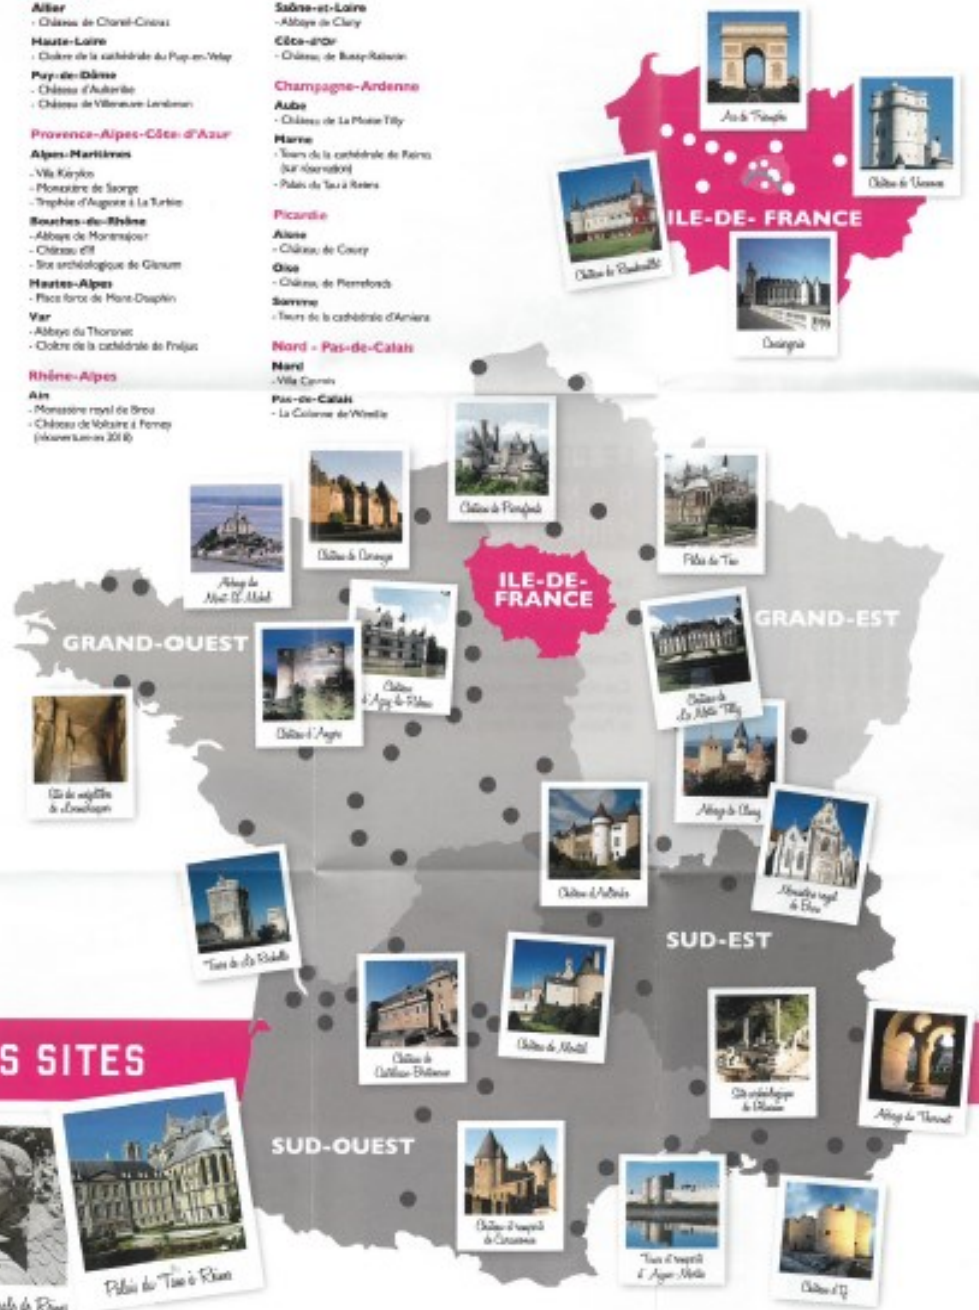 Allier
- Château de Chareil-Cintrat
Haute-Loire
- Cloître de la cathédrale du Puy-en-Velay
Puy-de-Dôme
- Château d'Aulteribe
- Château de Villeneuve-Lembron
Provence-Alpes-Côte d'Azur
Alpes-Maritimes
- Villa Kérylos
- Monastère de Saorge
- Trophée d'Auguste à La Turbie
Bouches-du-Rhône
- Abbaye de Montmajour
- Château d'If
- Site archéologique de Glanum
Hautes-Alpes
- Place forte de Mont-Dauphin
Var
- Abbaye du Thoronet
- Cloître de la cathédrale de Fréjus
Rhône-Alpes
Ain
- Monastère royal de Brou
- Château de Voltaire à Ferney
(réouverture en 2018)
Saône-et-Loire
- Abbaye de Cluny
Côte-d'Or
- Château de Bussy-Rabutin
Champagne-Ardenne
Aube
- Château de La Motte Tilly
Marne
- Tours de la cathédrale de Reims
(sur réservation)
- Palais du Tau à Reims
Picardie
Aisne
- Château de Coucy
Oise
- Château de Pierrefonds
Somme
- Tours de la cathédrale d'Amiens
Nord - Pas-de-Calais
Nord
- Villa Cavrois
Pas-de-Calais
- La Colonne de Wimille
Arc de Triomphe
Château de Vincennes
Château de Rambouillet
ILE-DE- FRANCE
Château de Pierrefonds
Château de Carrouges
Palais du Tau
Abbaye du
Mont-St-Michel
ILE-DE-
FRANCE
GRAND-OUEST
GRAND-EST
Château
d'Azay-le-Rideau
Château d'Angers
Château de
La Motte Tilly
Site des mégalithes
de Locmariaquer
Abbaye de Cluny
Monastère royal
de Brou
Château d'Aulteribe
Tours de La Rochelle
SUD-EST
Château de
Castelnau-Bretenoux
Château de Montal
Site archéologique
de Glanum
Abbaye du Thoronet
S SITES
SUD-OUEST
Château et remparts
de Carcassonne
Tours et remparts
d'Aigues-Mortes
Château d'If
Palais du Tau à Reims